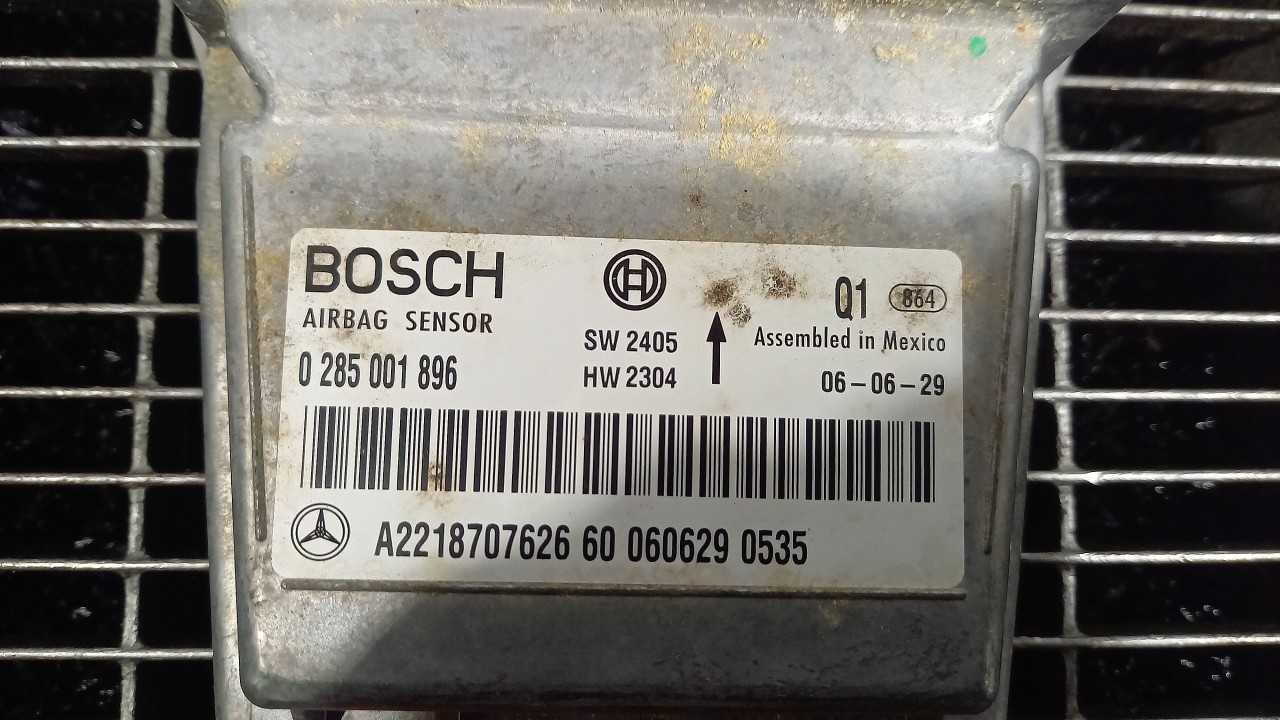 BOSCH
AIRBAG SENSOR
0 285 001 896
SW 2405
HW 2304
Q1 864
Assembled in Mexico
06-06-29
A2218707626 60 060629 0535